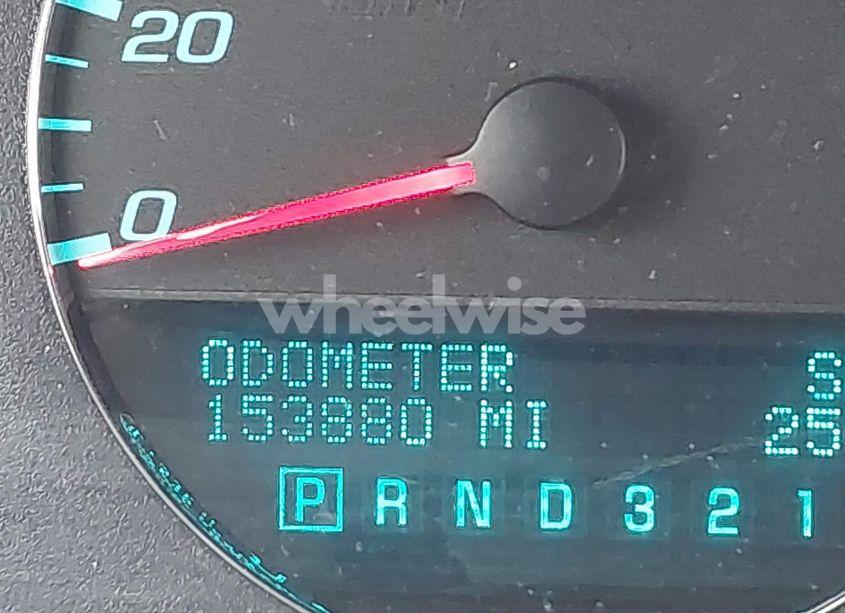 20
0
wheelwise
ODOMETER S
153880 MI 25
P R N D 3 2 1